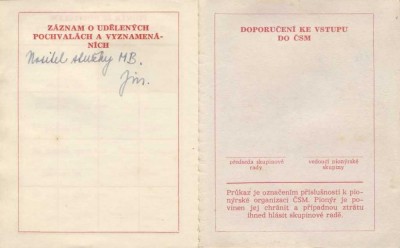 ZÁZNAM O UDĚLENÝCH
POCHVALÁCH A VYZNAMENÁ-
NÍCH
Nositel stužky MB.
DOPORUČENÍ KE VSTUPU
DO ČSM
předseda skupinové
rady
vedoucí pionýrské
skupiny
Průkaz je označením příslušnosti k pio-
nýrské organizaci ČSM. Pionýr je po-
vinen jej chránit a případnou ztrátu
ihned hlásit skupinové radě.